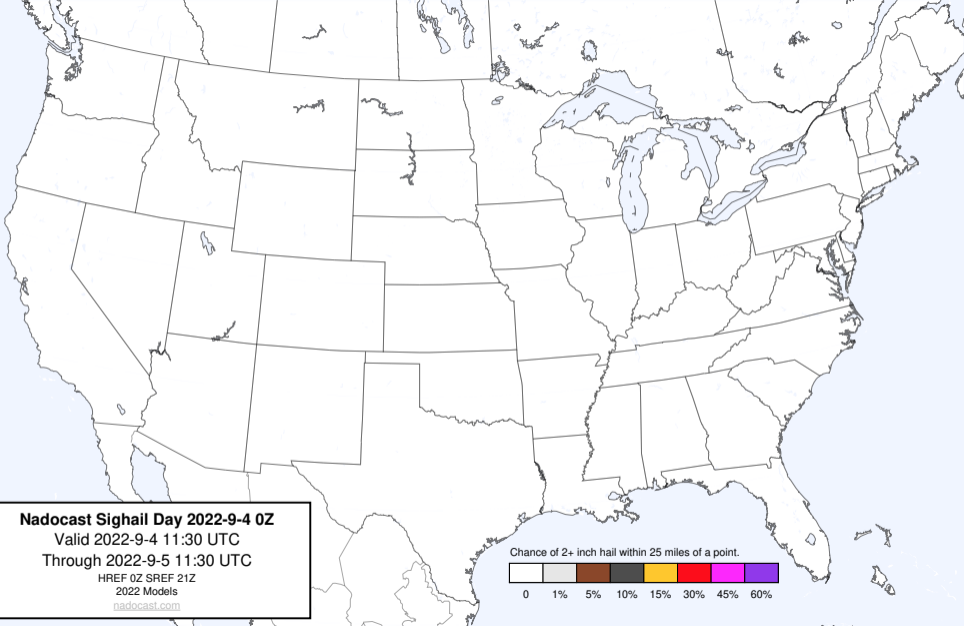 Nadocast Sighail Day 2022-9-4 0Z
Valid 2022-9-4 11:30 UTC
Through 2022-9-5 11:30 UTC
HREF 0Z SREF 21Z
2022 Models
nadocast.com
Chance of 2+ inch hail within 25 miles of a point.
0 1% 5% 10% 15% 30% 45% 60%